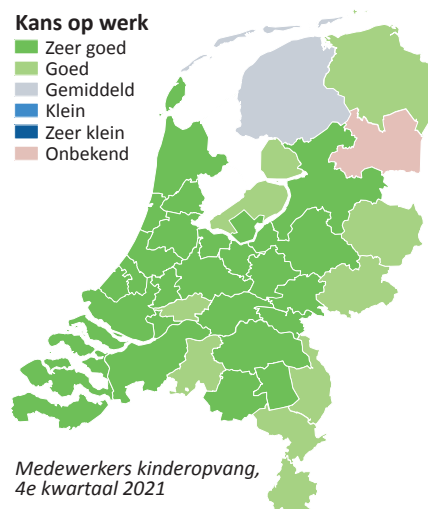 Kans op werk
Zeer goed
Goed
Gemiddeld
Klein
Zeer klein
Onbekend
Medewerkers kinderopvang,
4e kwartaal 2021